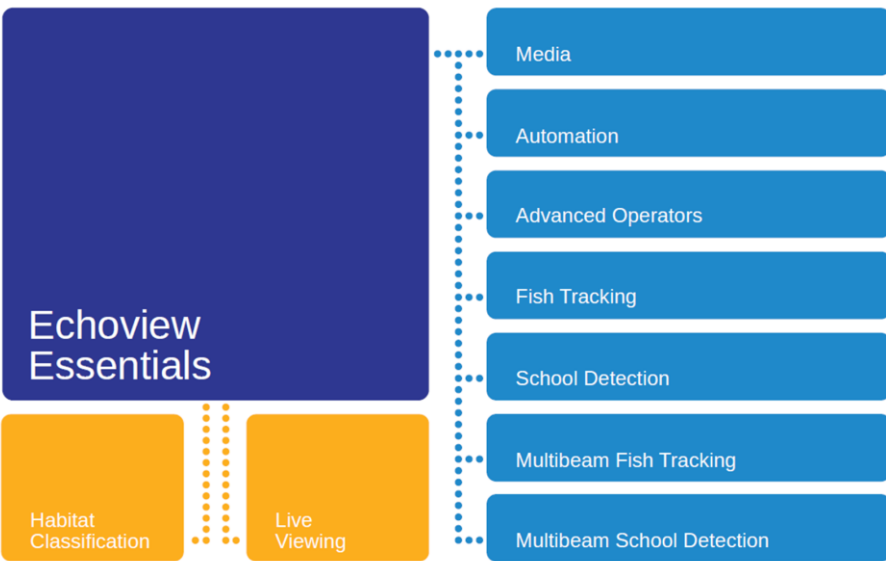 Echoview
Essentials
Habitat
Classification
Live
Viewing
Media
Automation
Advanced Operators
Fish Tracking
School Detection
Multibeam Fish Tracking
Multibeam School Detection